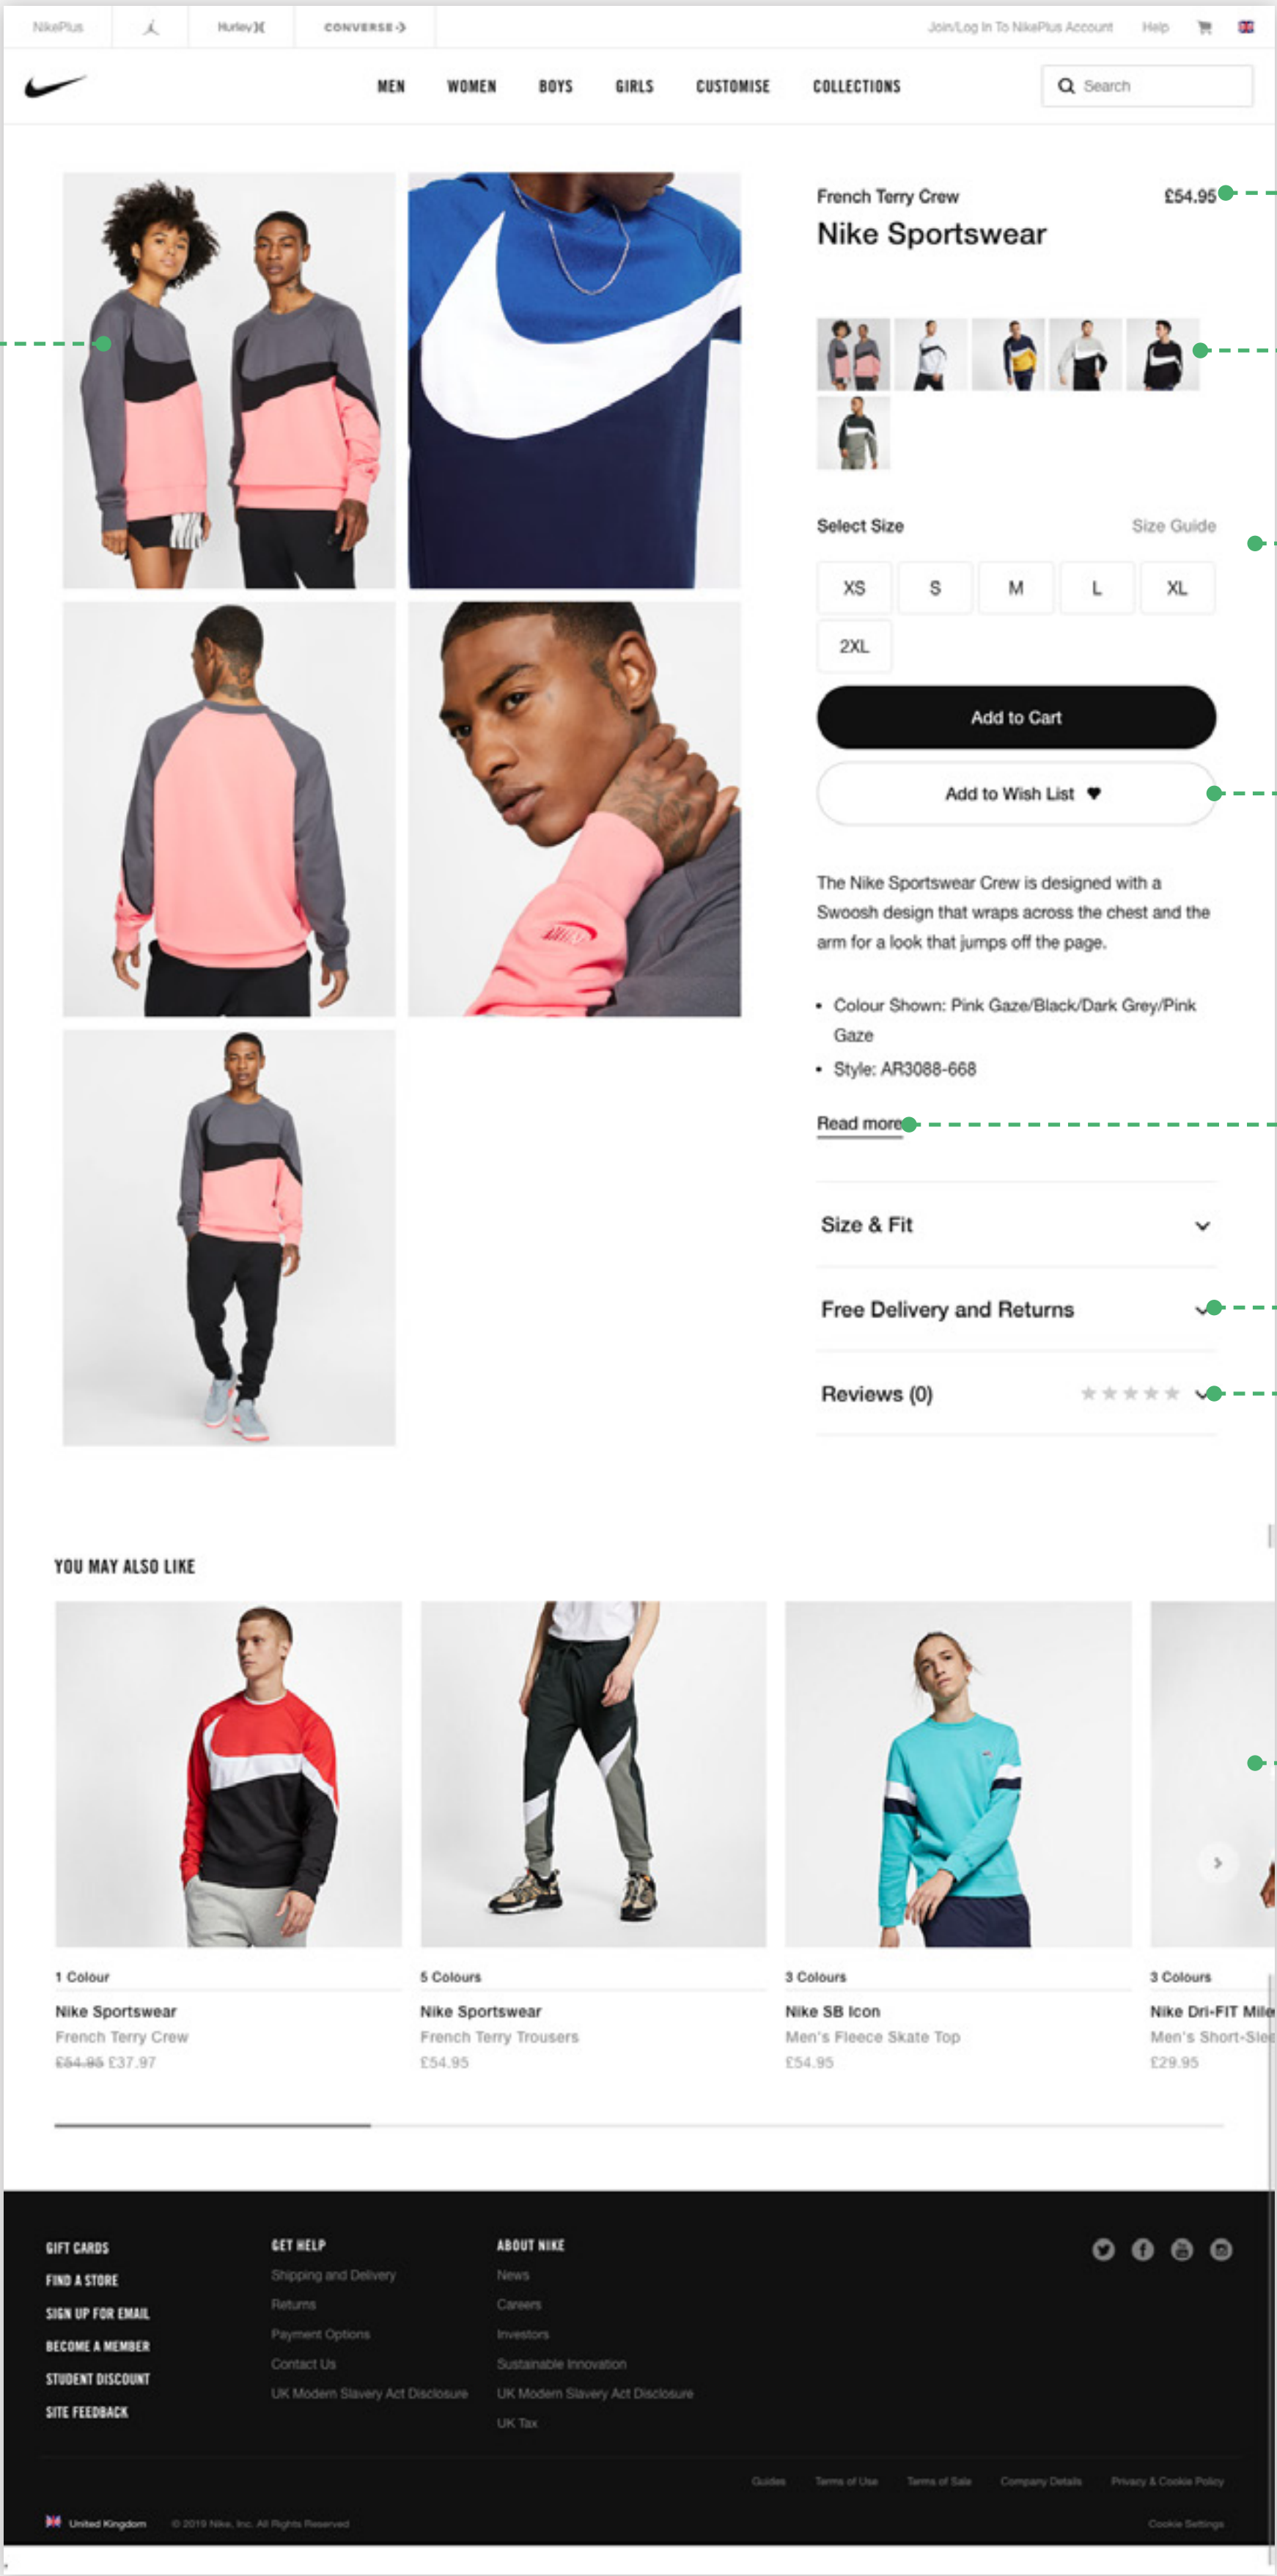 NikePlus
Hurley
CONVERSE
Join/Log In To NikePlus Account
Help
MEN
WOMEN
BOYS
GIRLS
CUSTOMISE
COLLECTIONS
Search
French Terry Crew
£54.95
Nike Sportswear
Select Size
Size Guide
XS
S
M
L
XL
2XL
Add to Cart
Add to Wish List
The Nike Sportswear Crew is designed with a
Swoosh design that wraps across the chest and the
arm for a look that jumps off the page.
• Colour Shown: Pink Gaze/Black/Dark Grey/Pink
Gaze
• Style: AR3088-668
Read more
Size & Fit
Free Delivery and Returns
Reviews (0)
YOU MAY ALSO LIKE
1 Colour
Nike Sportswear
French Terry Crew
£54.95 £37.97
5 Colours
Nike Sportswear
French Terry Trousers
£54.95
3 Colours
Nike SB Icon
Men's Fleece Skate Top
£54.95
3 Colours
Nike Dri-FIT Mile
Men's Short-Slee
£29.95
GIFT CARDS
FIND A STORE
SIGN UP FOR EMAIL
BECOME A MEMBER
STUDENT DISCOUNT
SITE FEEDBACK
GET HELP
Shipping and Delivery
Returns
Payment Options
Contact Us
UK Modern Slavery Act Disclosure
ABOUT NIKE
News
Careers
Investors
Sustainable Innovation
UK Modern Slavery Act Disclosure
UK Tax
Guides
Terms of Use
Terms of Sale
Company Details
Privacy & Cookie Policy
United Kingdom
© 2019 Nike, Inc. All Rights Reserved
Cookie Settings